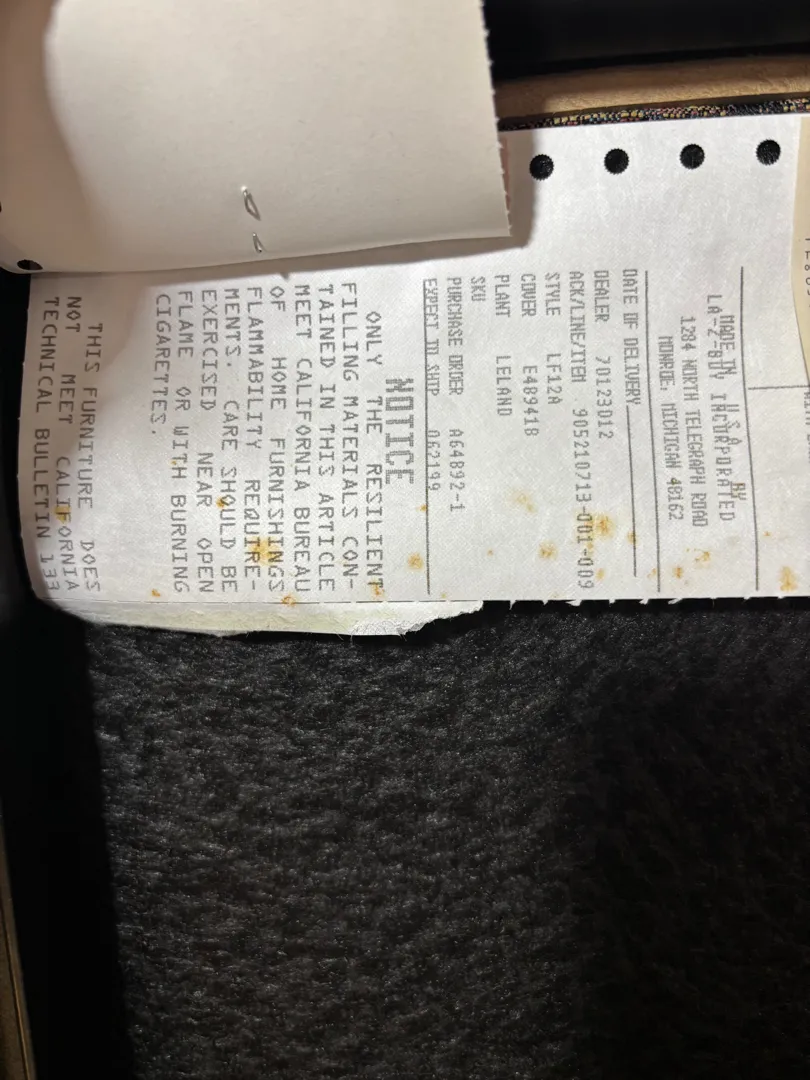 MADE IN U S A BY
LA-Z-BOY INCORPORATED
1284 NORTH TELEGRAPH ROAD
MONROE, MICHIGAN 48162
DATE OF DELIVERY
DEALER 70123012
ACK/LINE/ITEM 905210713-001-009
STYLE LF12A
COVER E489418
PLANT LELAND
SKU
PURCHASE ORDER A64892-1
EXPECT TO SHIP 062199
NOTICE
ONLY THE RESILIENT
FILLING MATERIALS CON-
TAINED IN THIS ARTICLE
MEET CALIFORNIA BUREAU
OF HOME FURNISHINGS
FLAMMABILITY REQUIRE-
MENTS. CARE SHOULD BE
EXERCISED NEAR OPEN
FLAME OR WITH BURNING
CIGARETTES.
THIS FURNITURE DOES
NOT MEET CALIFORNIA
TECHNICAL BULLETIN 133